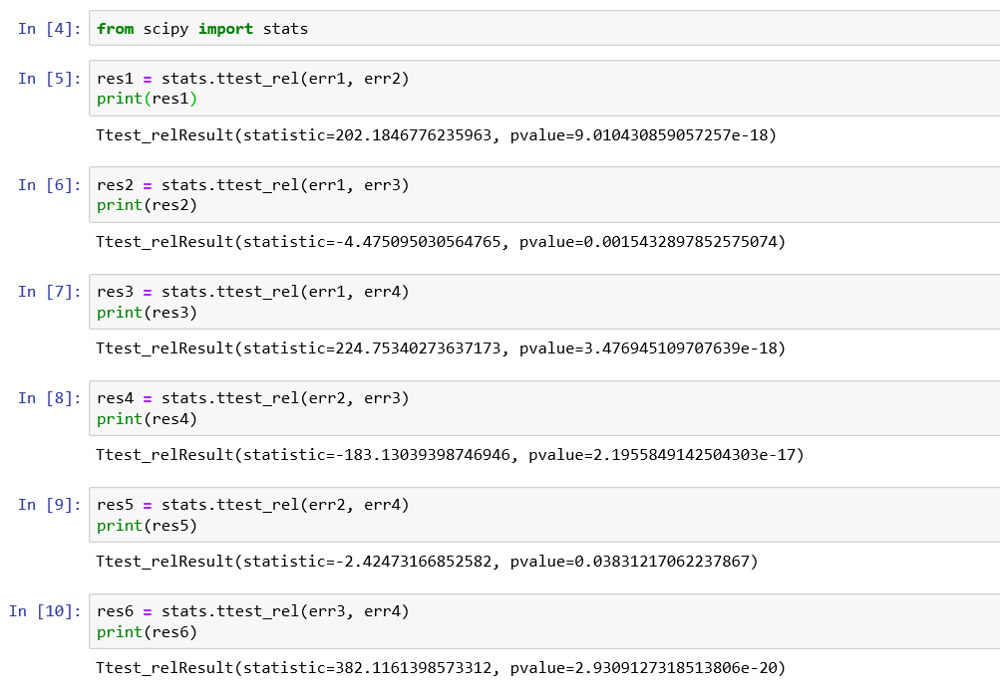 In [4]: from scipy import stats
In [5]: res1 = stats.ttest_rel(err1, err2)
print(res1)
Ttest_relResult(statistic=202.1846776235963, pvalue=9.010430859057257e-18)
In [6]: res2 = stats.ttest_rel(err1, err3)
print(res2)
Ttest_relResult(statistic=-4.475095030564765, pvalue=0.0015432897852575074)
In [7]: res3 = stats.ttest_rel(err1, err4)
print(res3)
Ttest_relResult(statistic=224.75340273637173, pvalue=3.476945109707639e-18)
In [8]: res4 = stats.ttest_rel(err2, err3)
print(res4)
Ttest_relResult(statistic=-183.13039398746946, pvalue=2.1955849142504303e-17)
In [9]: res5 = stats.ttest_rel(err2, err4)
print(res5)
Ttest_relResult(statistic=-2.42473166852582, pvalue=0.03831217062237867)
In [10]: res6 = stats.ttest_rel(err3, err4)
print(res6)
Ttest_relResult(statistic=382.1161398573312, pvalue=2.9309127318513806e-20)